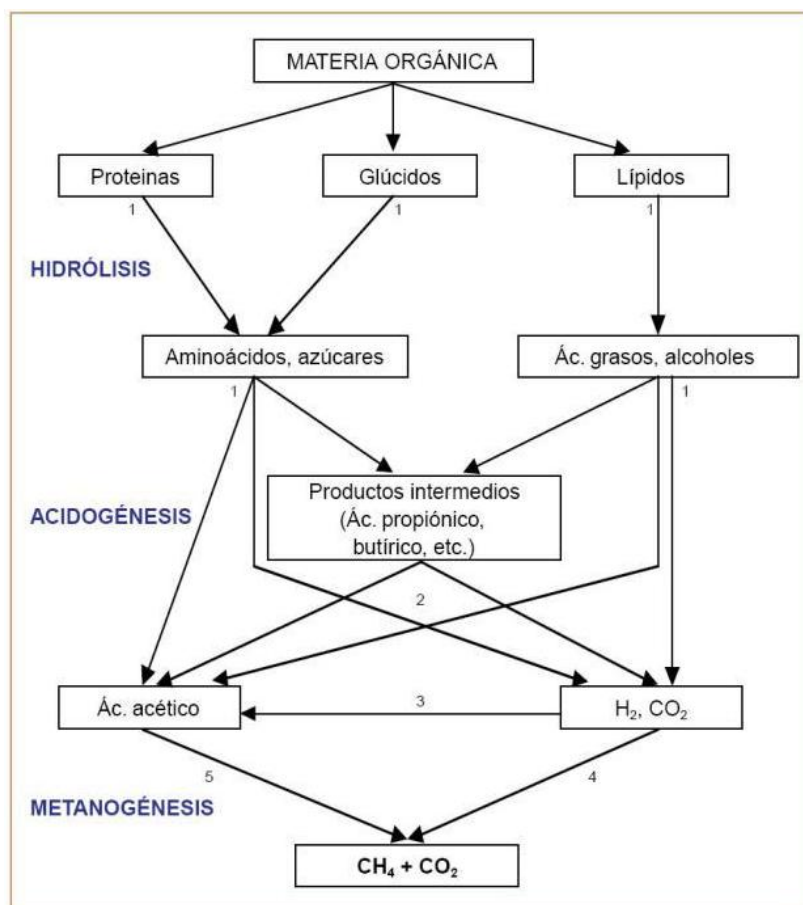 MATERIA ORGÁNICA
Proteinas
Glúcidos
Lípidos
1
1
1
HIDRÓLISIS
Aminoácidos, azúcares
Ác. grasos, alcoholes
1
1
Productos intermedios
(Ác. propiónico,
butírico, etc.)
ACIDOGÉNESIS
2
Ác. acético
3
H₂, CO₂
5
4
METANOGÉNESIS
CH₄ + CO₂